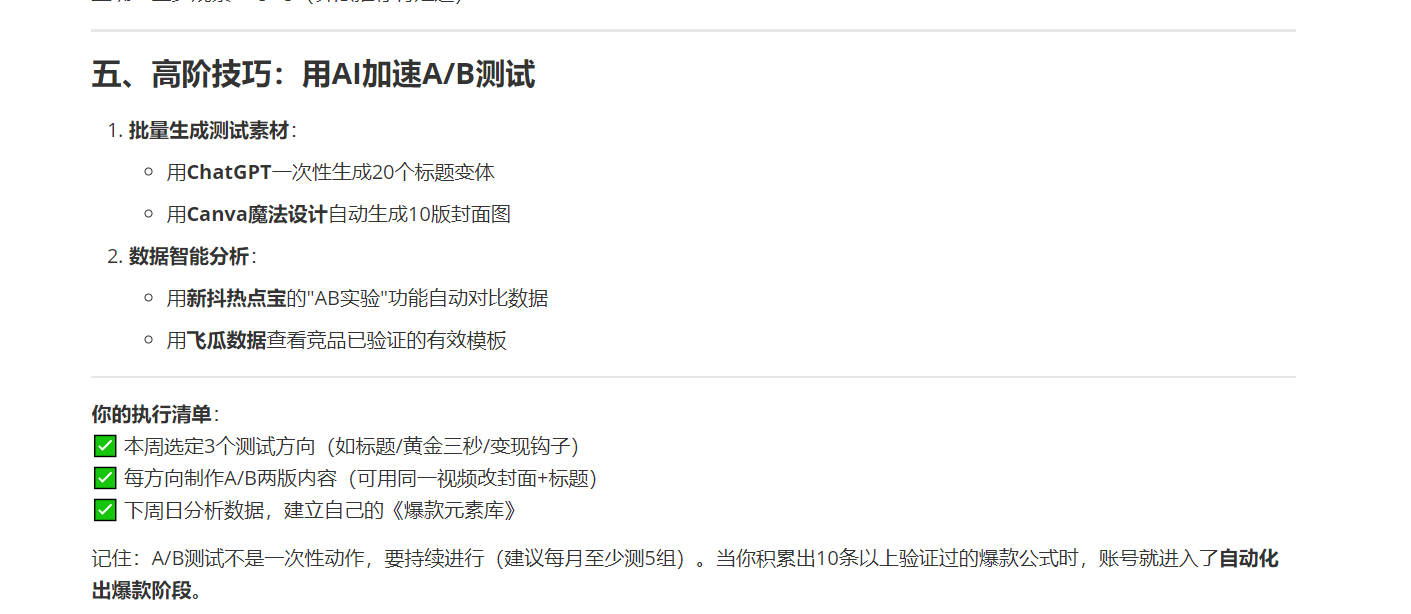 五、高阶技巧：用AI加速A/B测试
1. 批量生成测试素材：
○ 用ChatGPT一次性生成20个标题变体
○ 用Canva魔法设计自动生成10版封面图
2. 数据智能分析：
○ 用新抖热点宝的"AB实验"功能自动对比数据
○ 用飞瓜数据查看竞品已验证的有效模板
你的执行清单：
✅ 本周选定3个测试方向（如标题/黄金三秒/变现钩子）
✅ 每方向制作A/B两版内容（可用同一视频改封面+标题）
✅ 下周日分析数据，建立自己的《爆款元素库》
记住：A/B测试不是一次性动作，要持续进行（建议每月至少测5组）。当你积累出10条以上验证过的爆款公式时，账号就进入了自动化
出爆款阶段。